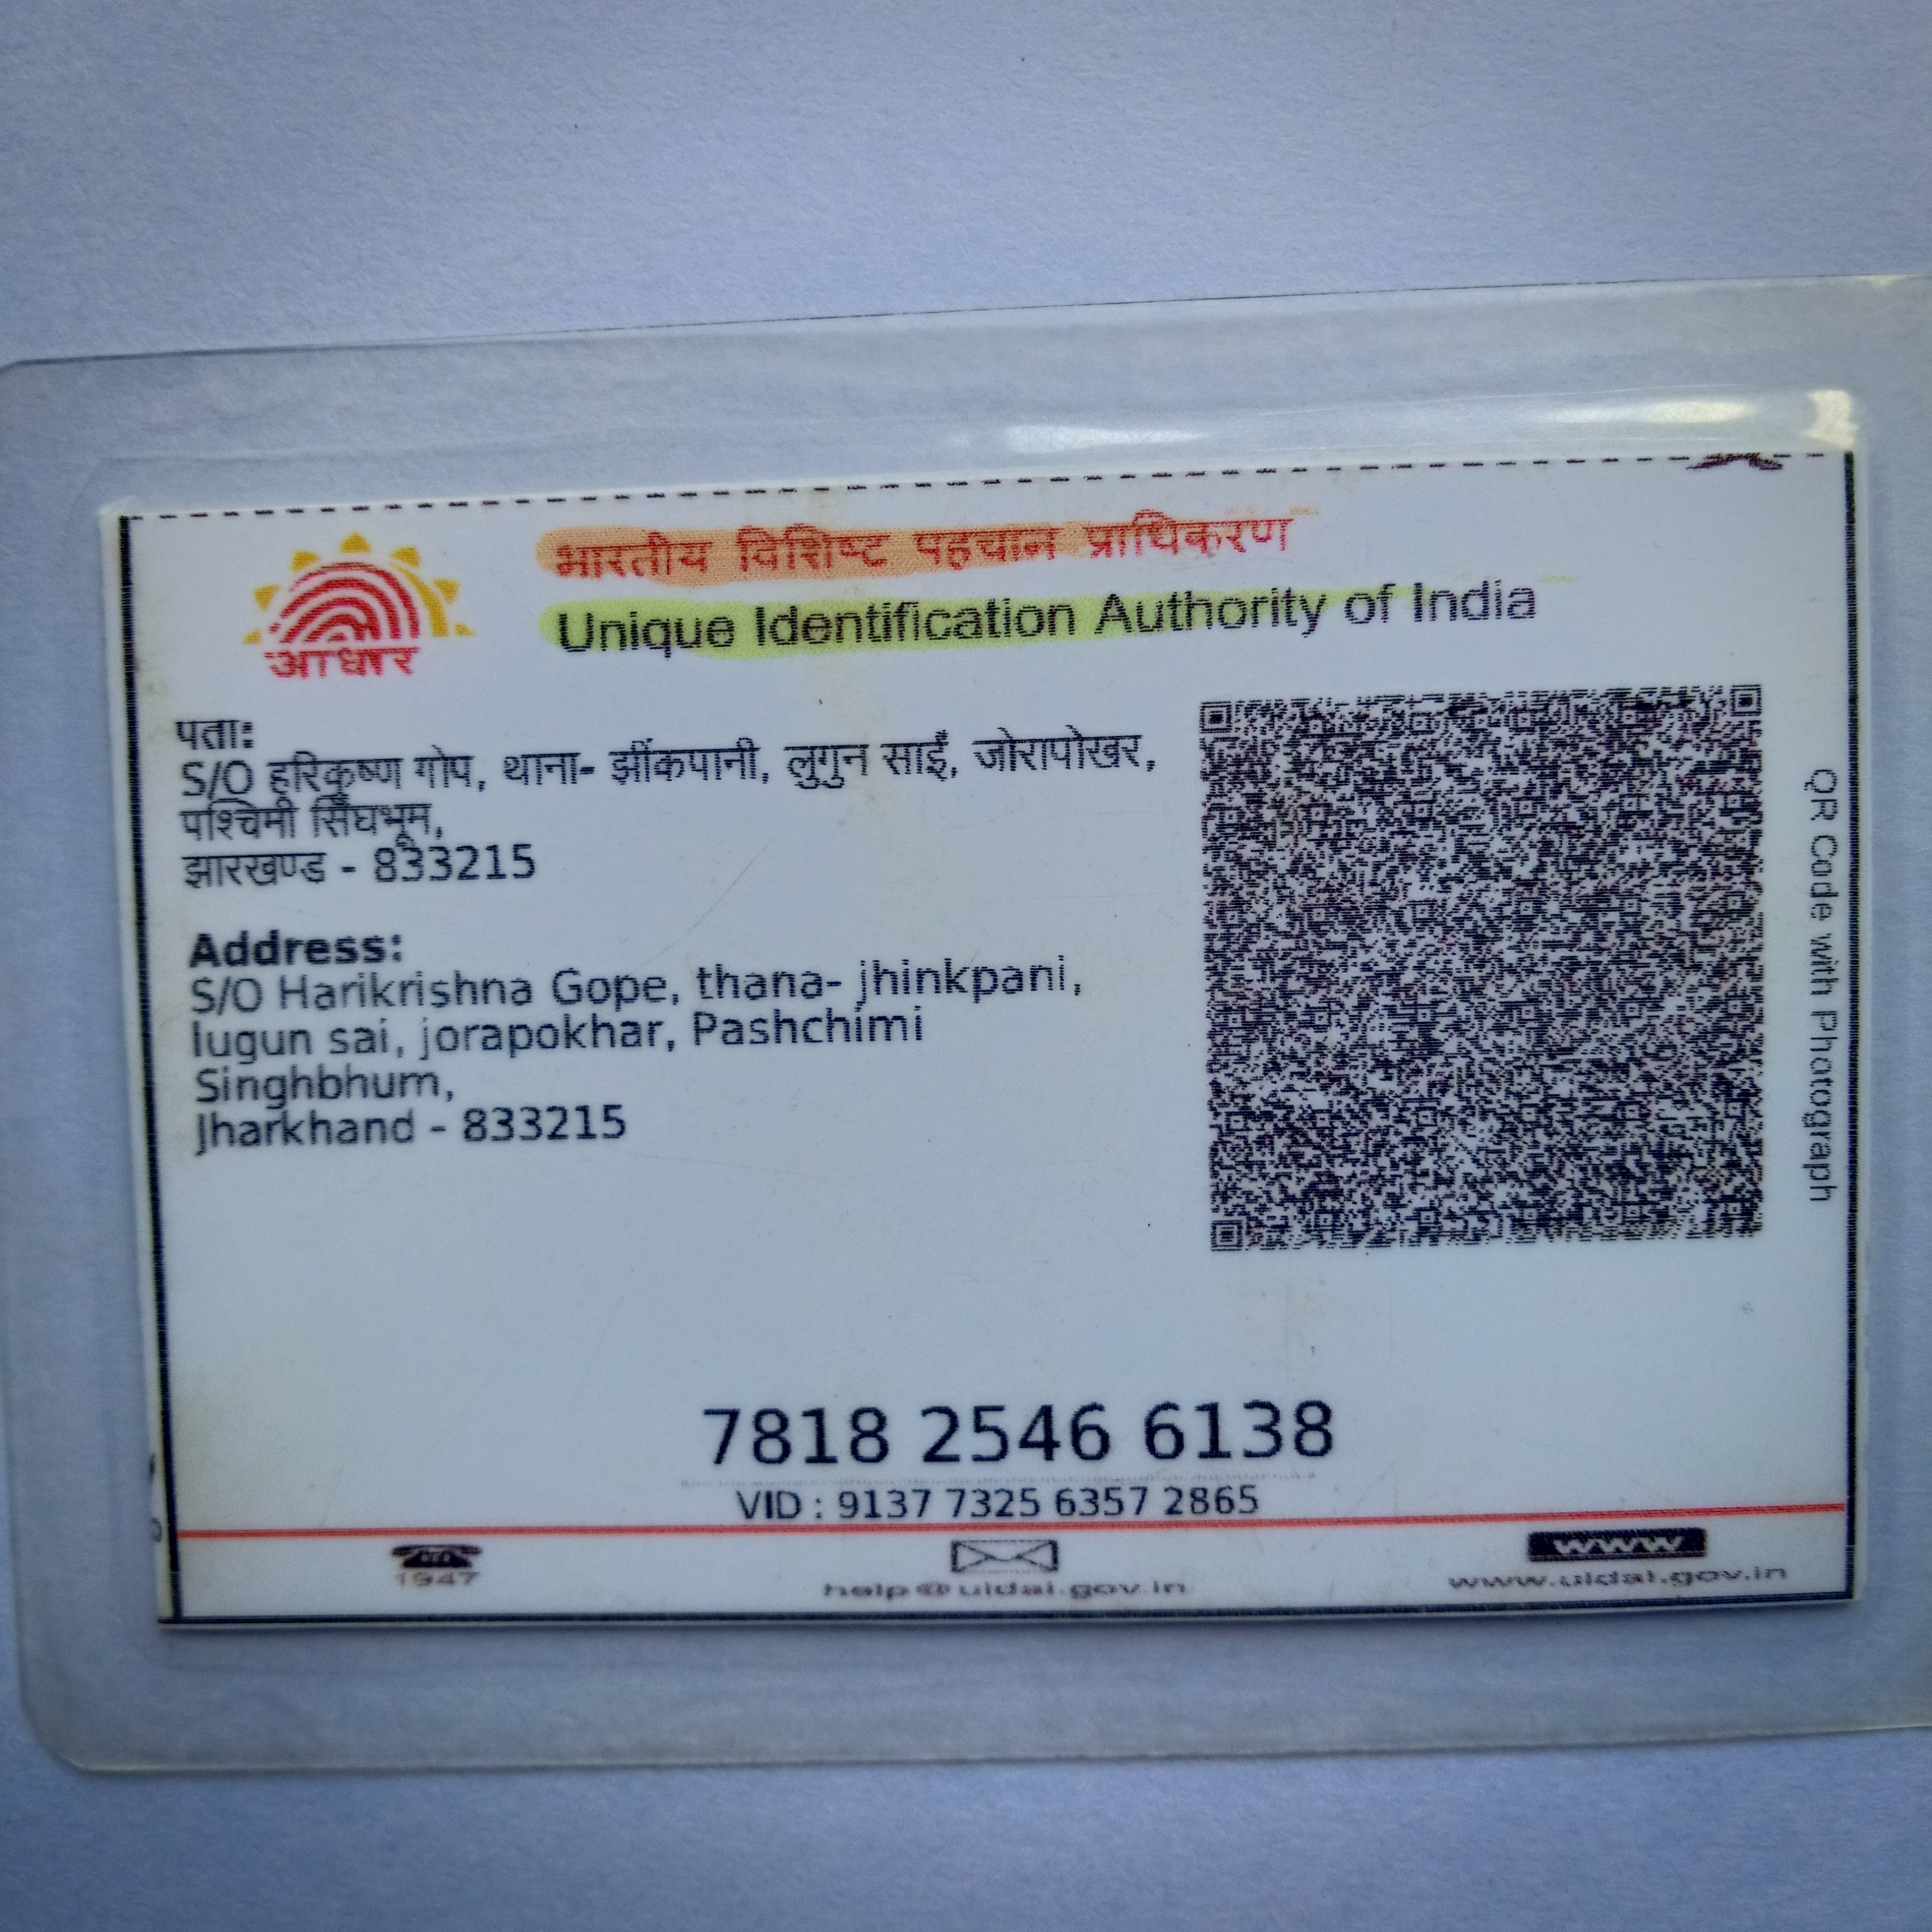 भारतीय विशिष्ट पहचान प्राधिकरण
Unique Identification Authority of India
आधार
पता:
S/O हरिकृष्ण गोप, थाना- झींकपानी, लुगुन साईं, जोरापोखर,
पश्चिमी सिंघभूम,
झारखण्ड - 833215
Address:
S/O Harikrishna Gope, thana- jhinkpani,
lugun sai, jorapokhar, Pashchimi
Singhbhum,
Jharkhand - 833215
QR Code with Photograph
7818 2546 6138
VID : 9137 7325 6357 2865
1947
help@uidai.gov.in
www
www.uidai.gov.in